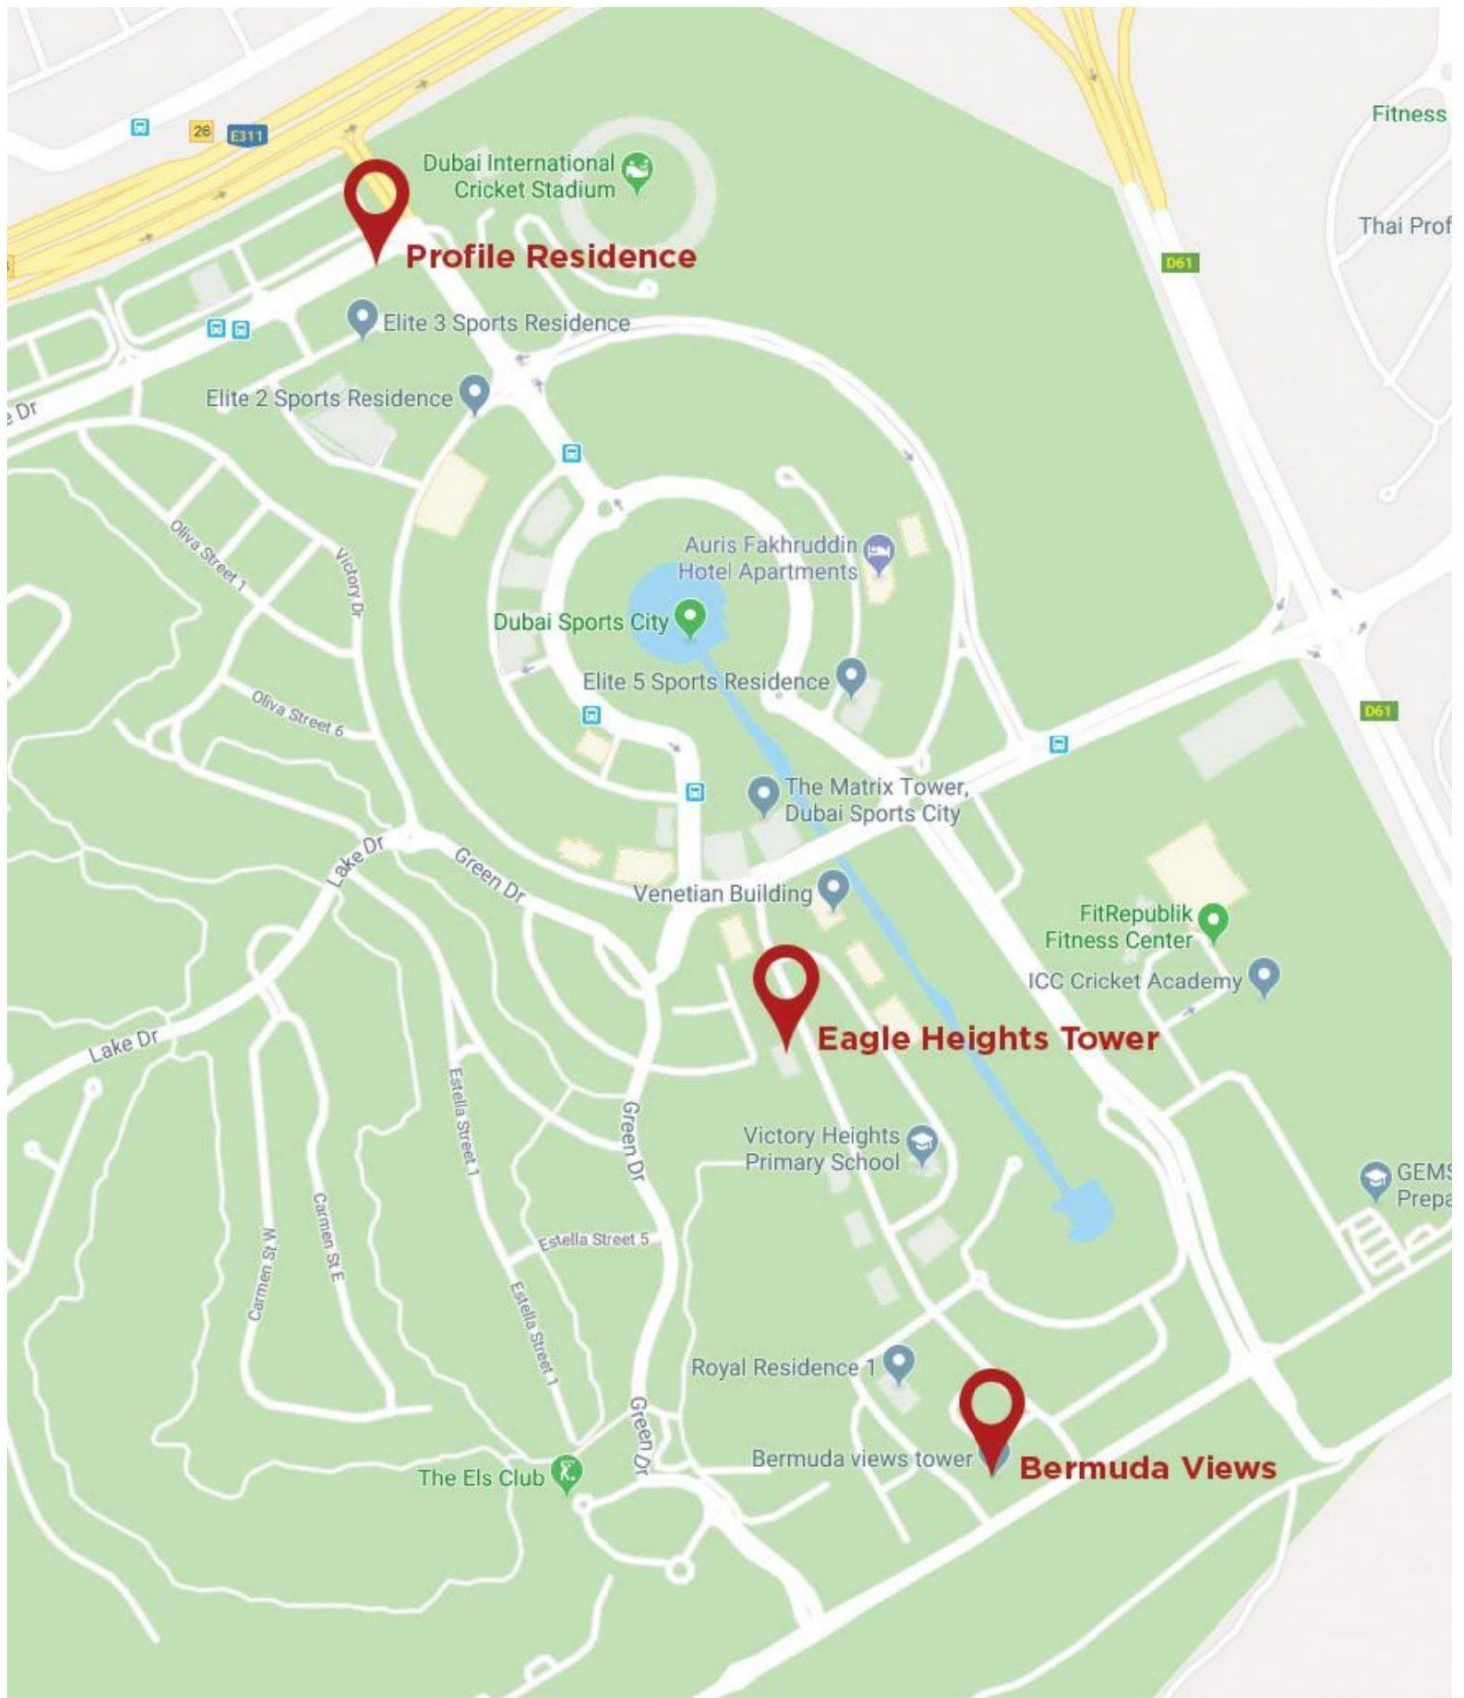 Fitness
26
E311
Dubai International
Cricket Stadium
Thai Prof
Profile Residence
D61
Elite 3 Sports Residence
Elite 2 Sports Residence
e Dr
Oliva Street 1
Victory Dr
Auris Fakhruddin
Hotel Apartments
Dubai Sports City
Elite 5 Sports Residence
Oliva Street 6
D61
The Matrix Tower,
Dubai Sports City
Lake Dr
Green Dr
Venetian Building
FitRepublik
Fitness Center
ICC Cricket Academy
Lake Dr
Eagle Heights Tower
Estella Street 1
Green Dr
Victory Heights
Primary School
GEMS
Prepa
Carmen St W
Carmen St E
Estella Street 5
Estella Street 1
Royal Residence 1
Green Dr
Bermuda views tower
Bermuda Views
The Els Club